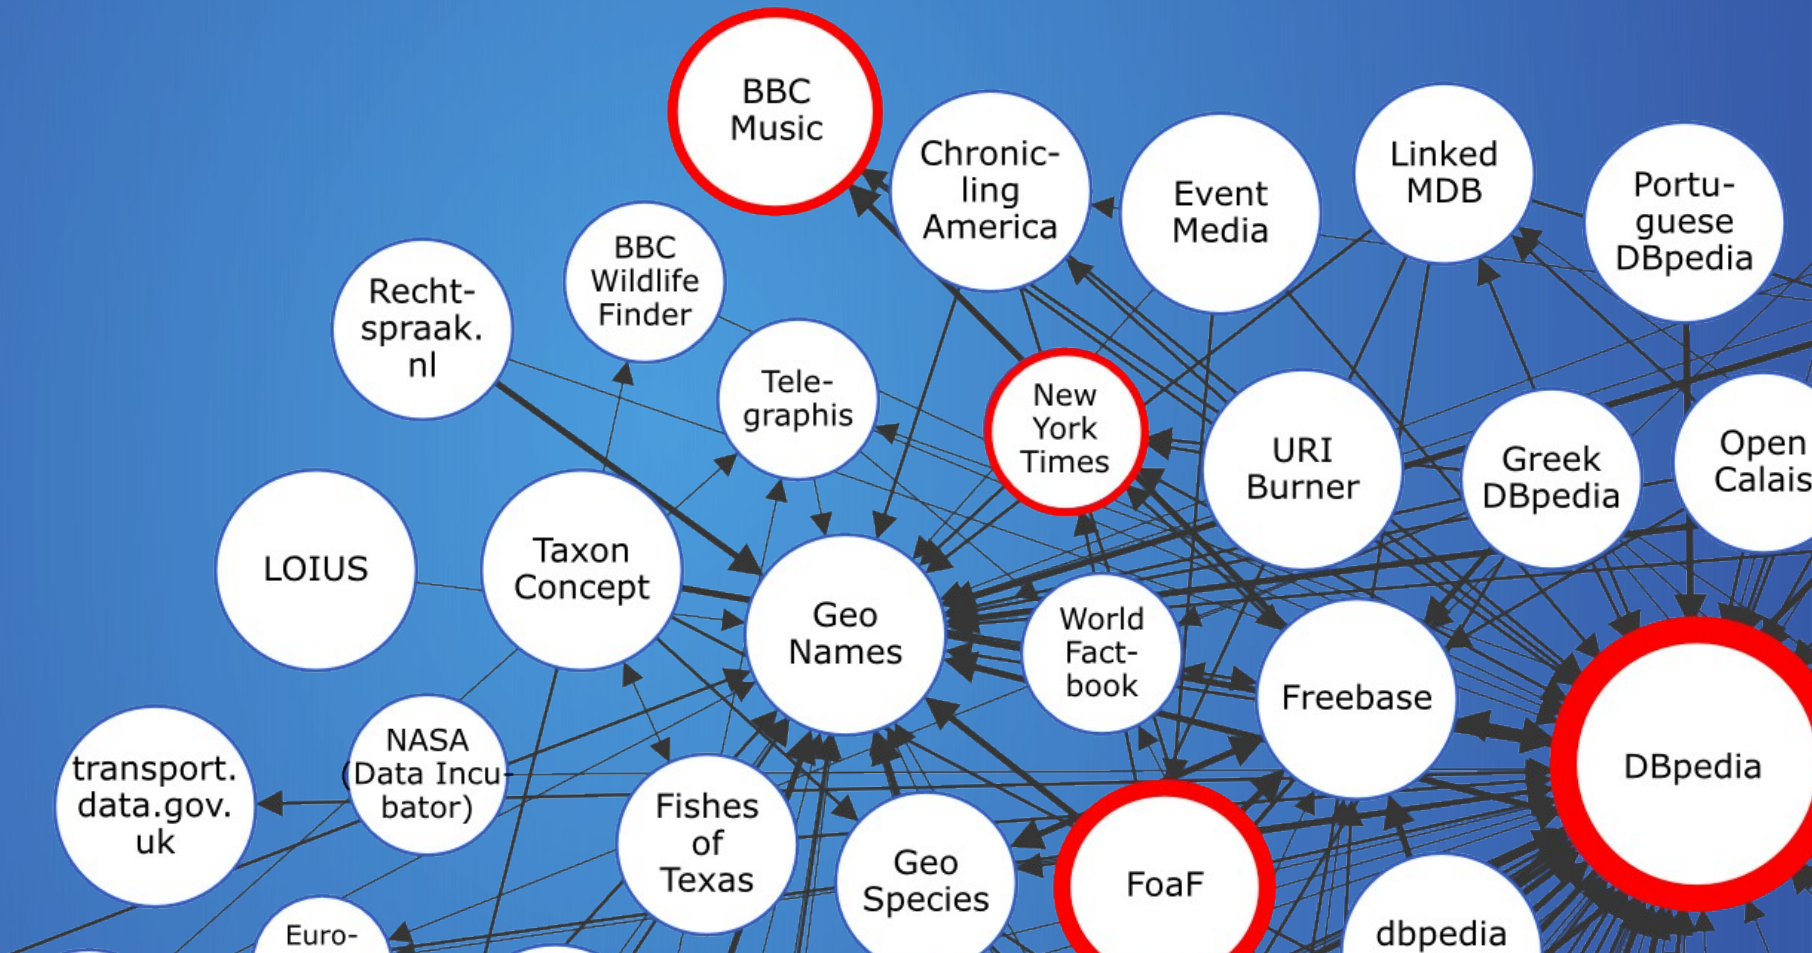 BBC
Music
Chronic-
ling
America
Event
Media
Linked
MDB
Portu-
guese
DBpedia
BBC
Wildlife
Finder
Recht-
spraak.
nl
Tele-
graphis
New
York
Times
URI
Burner
Greek
DBpedia
Open
Calais
LOIUS
Taxon
Concept
Geo
Names
World
Fact-
book
Freebase
DBpedia
transport.
data.gov.
uk
NASA
(Data Incu-
bator)
Fishes
of
Texas
Geo
Species
FoaF
Euro-
dbpedia